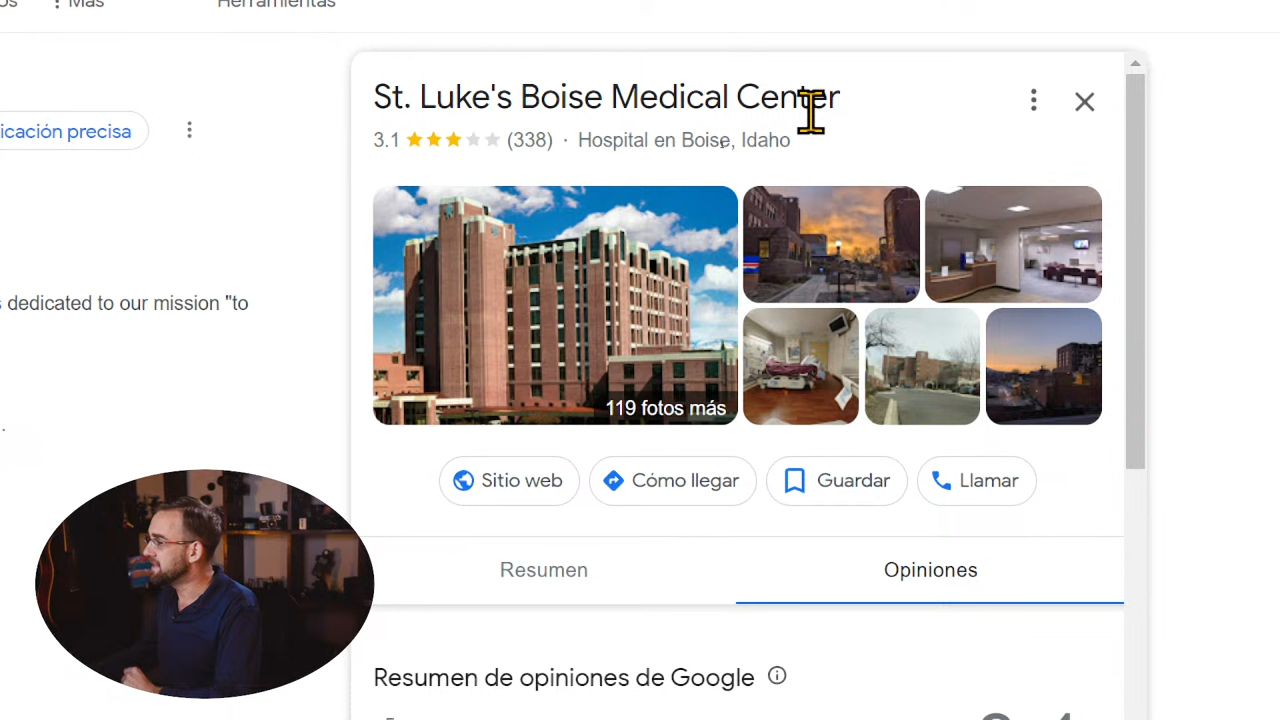 Más
Herramientas
icación precisa
dedicated to our mission "to
.
St. Luke's Boise Medical Center
3.1 (338) · Hospital en Boise, Idaho
119 fotos más
Sitio web
Cómo llegar
Guardar
Llamar
Resumen
Opiniones
Resumen de opiniones de Google